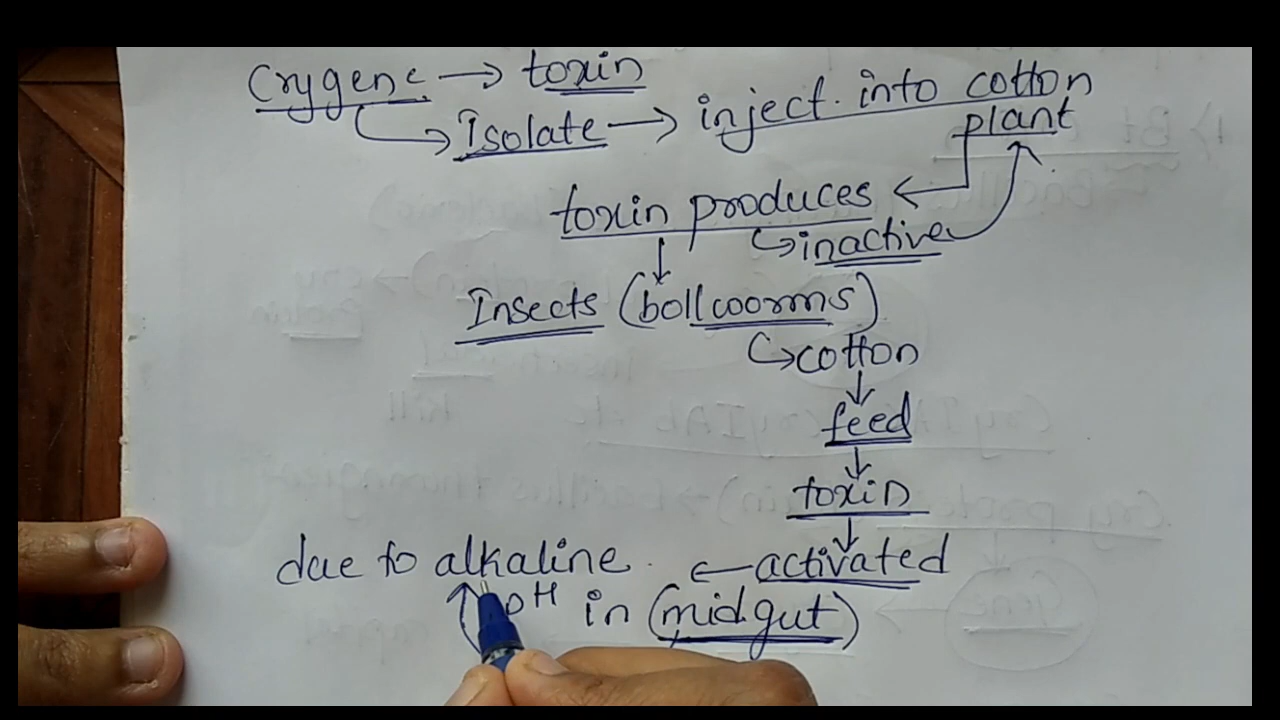 Crygene → toxin
Isolate → inject. into cotton
plant
toxin produces
inactive
Insects (bollwoorms)
cotton
feed
toxin
due to alkaline. ← activated
pH in (midgut)